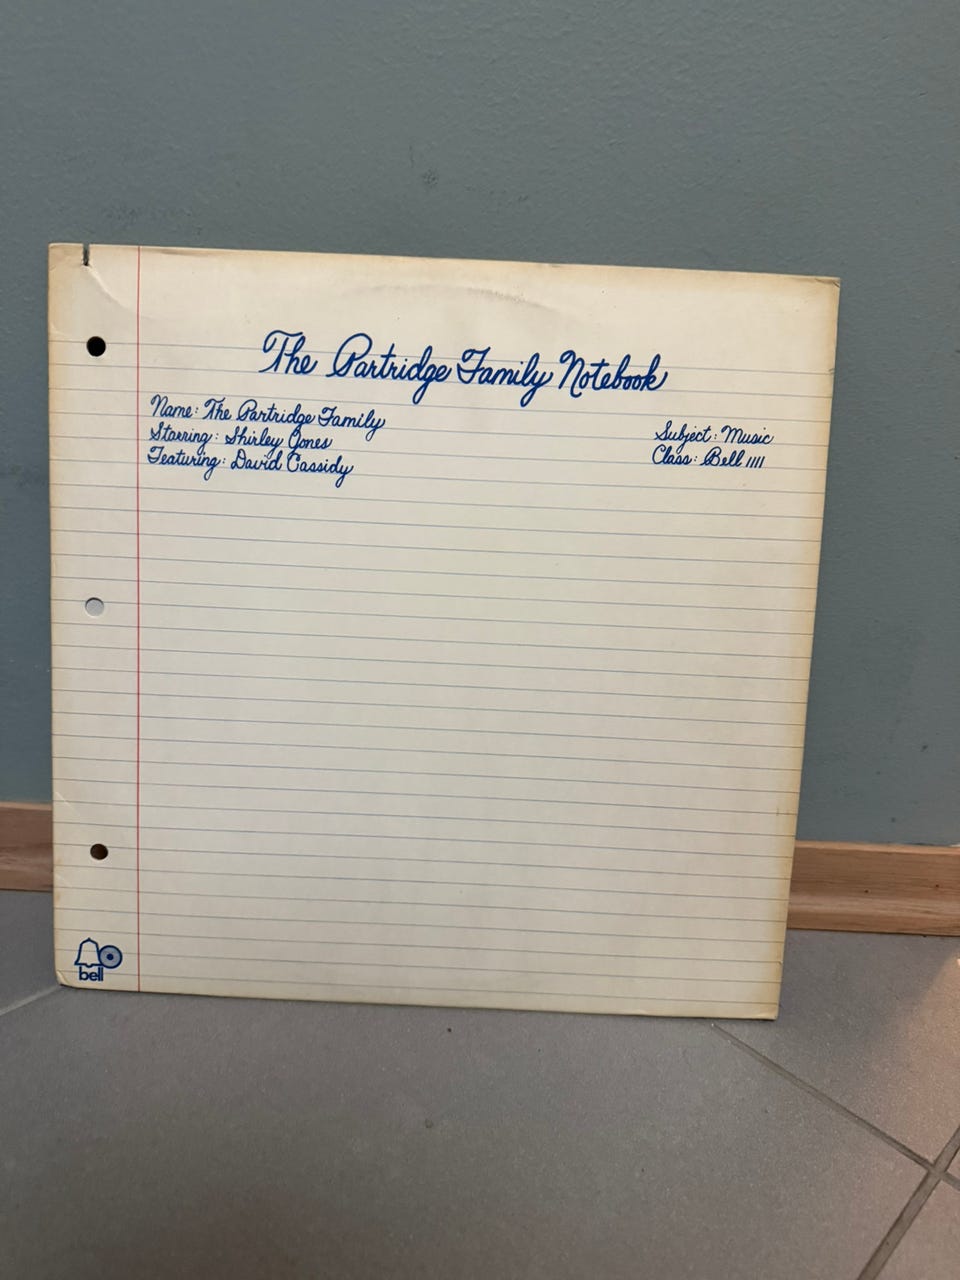 The Partridge Family Notebook
Name: The Partridge Family
Starring: Shirley Jones
Featuring: David Cassidy
Subject: Music
Class: Bell 1111
bell